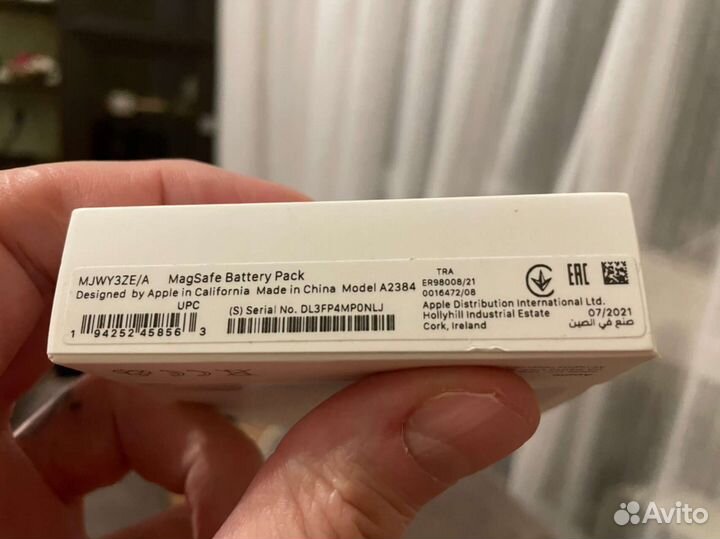 MJWY3ZE/A MagSafe Battery Pack
Designed by Apple in California Made in China Model A2384
UPC
1 94252 45856 3
(S) Serial No. DL3FP4MP0NLJ
TRA
ER98008/21
0016472/08
Apple Distribution International Ltd.
Hollyhill Industrial Estate
Cork, Ireland
EAC
07/2021
صنع في الصين
Avito